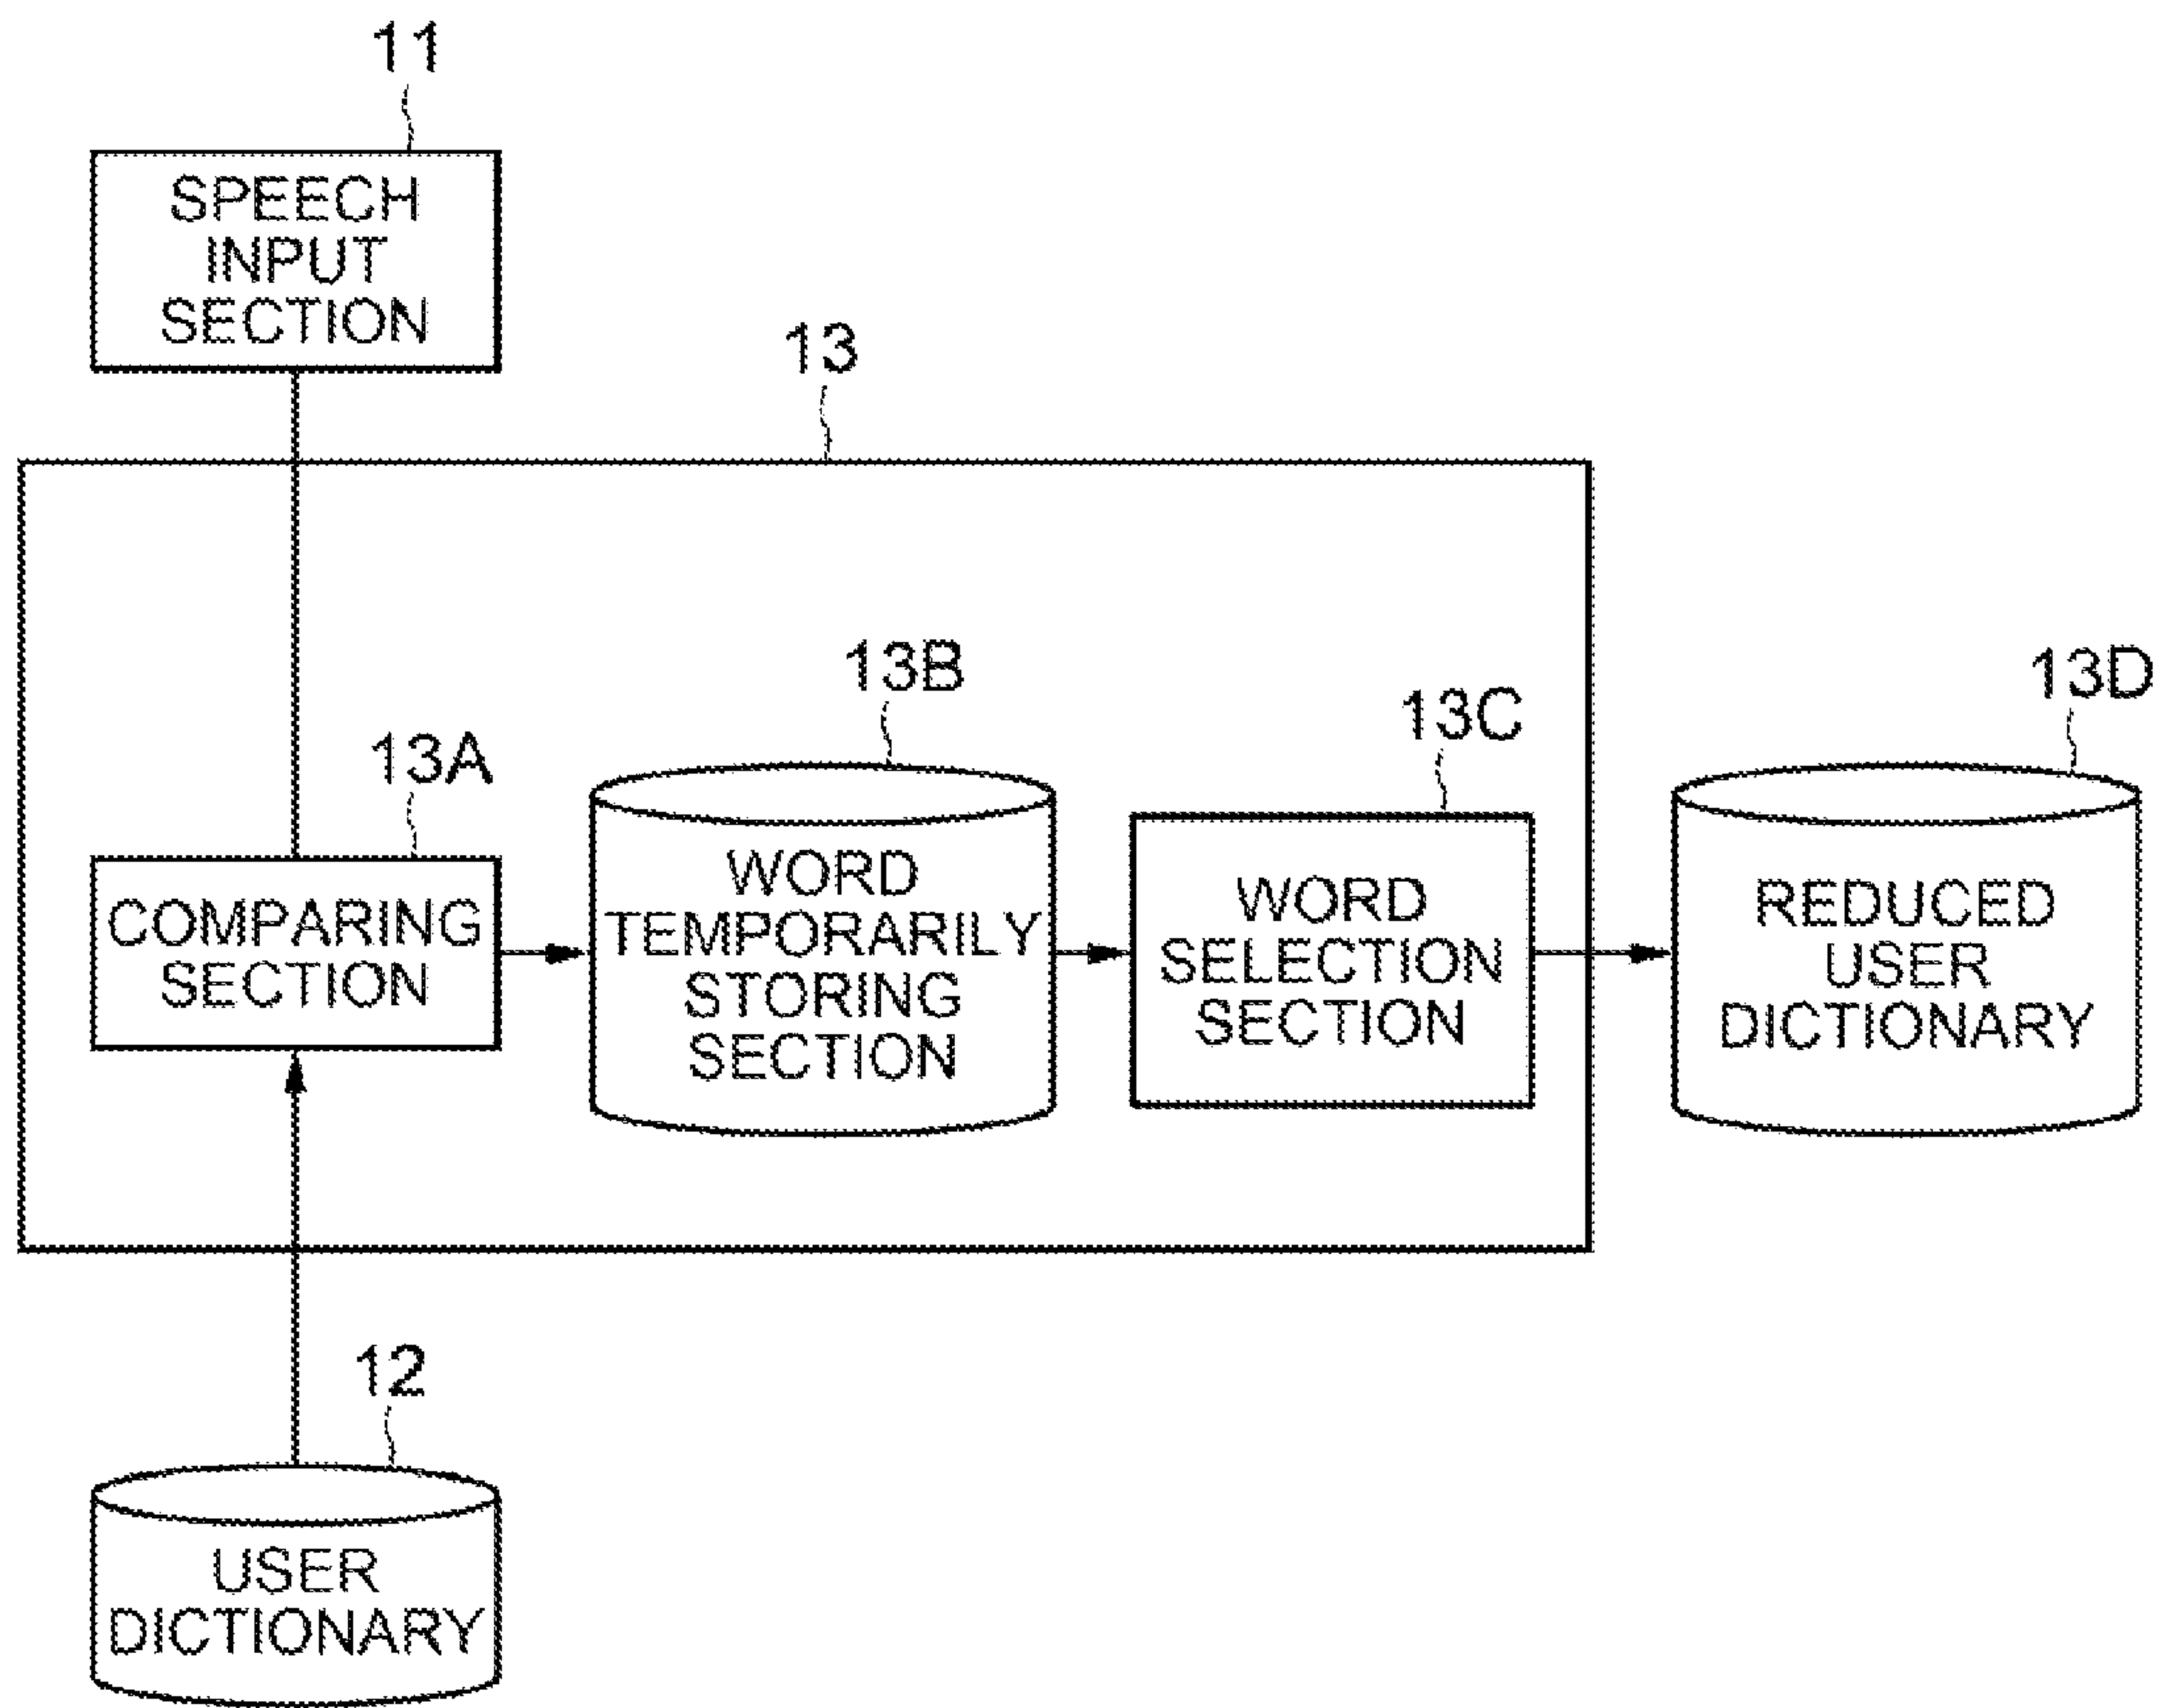 11
SPEECH
INPUT
SECTION
13
13A
COMPARING
SECTION
13B
WORD
TEMPORARILY
STORING
SECTION
13C
WORD
SELECTION
SECTION
13D
REDUCED
USER
DICTIONARY
12
USER
DICTIONARY